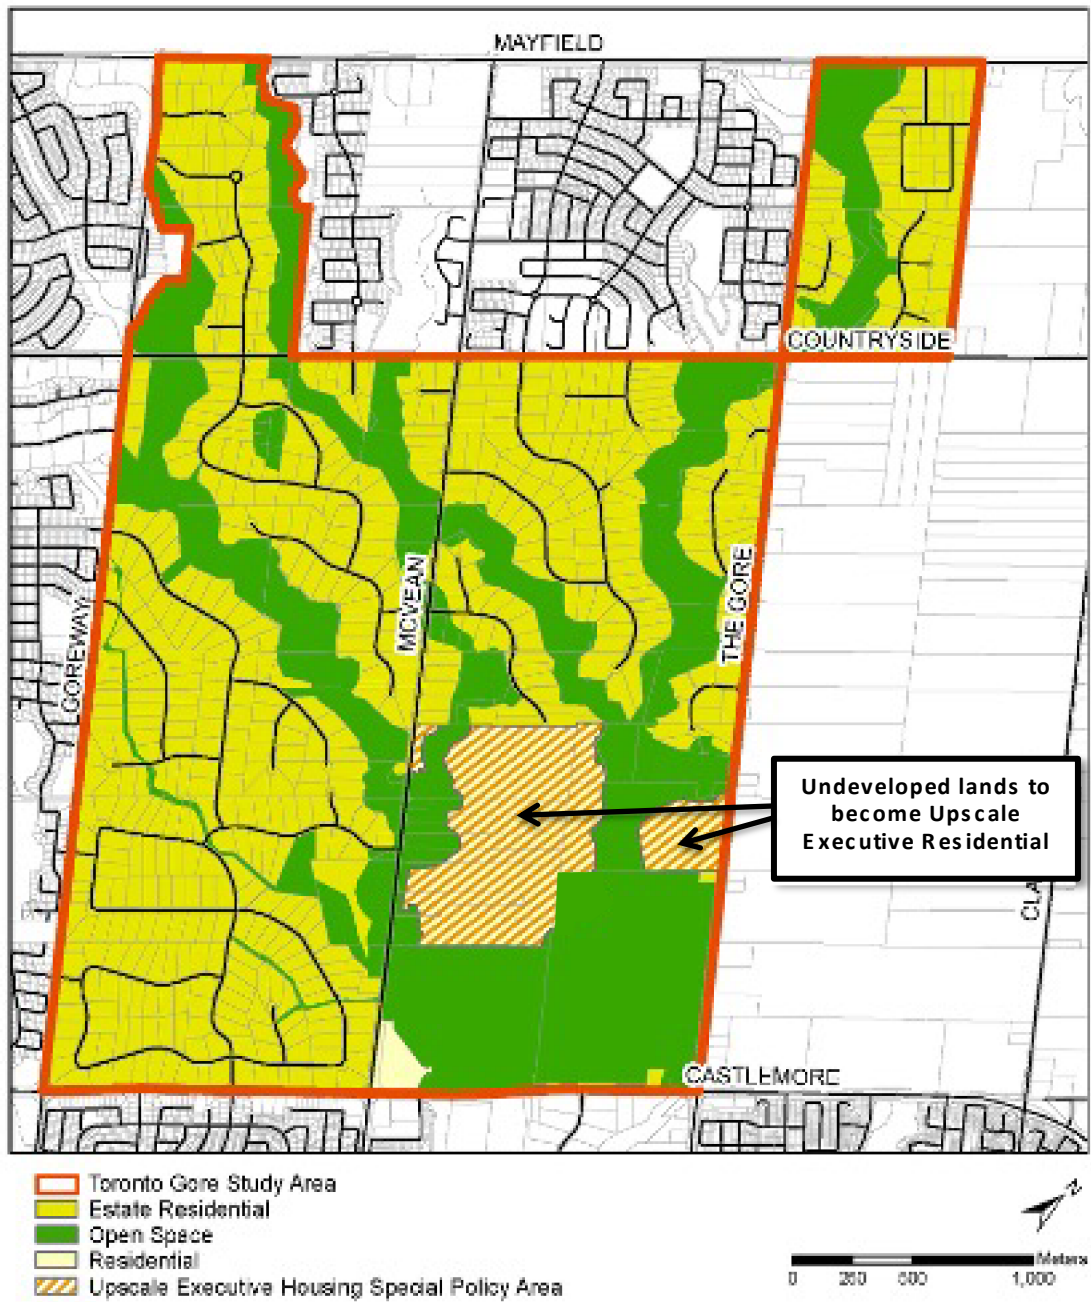 MAYFIELD
COUNTRYSIDE
GOREWAY
MCVEAN
THE GORE
Undeveloped lands to
become Upscale
Executive Residential
CLA
CASTLEMORE
Toronto Gore Study Area
Estate Residential
Open Space
Residential
Upscale Executive Housing Special Policy Area
Z
Meters
0 250 500 1,000